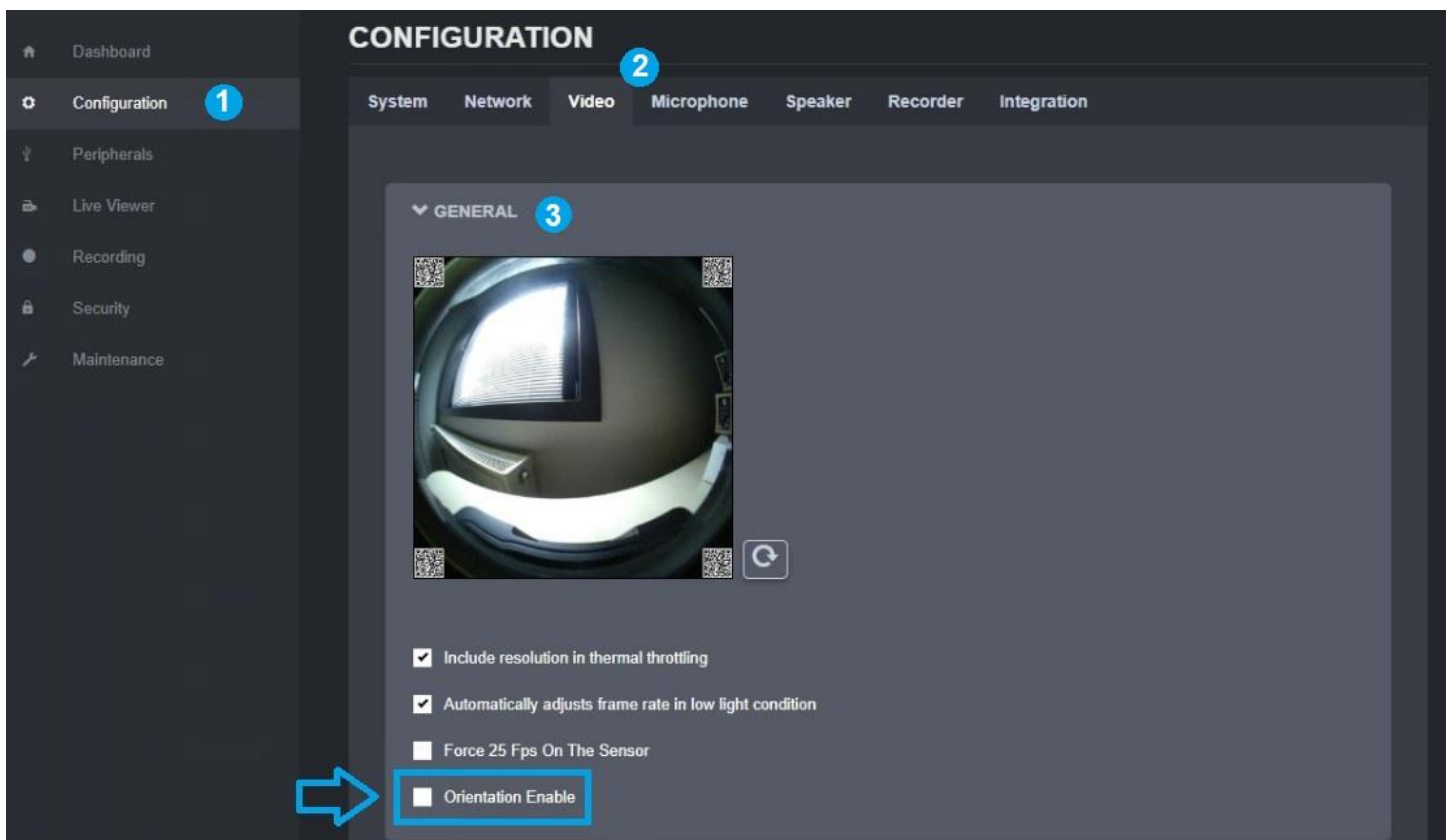 CONFIGURATION
Dashboard
Configuration 1
2
System Network Video Microphone Speaker Recorder Integration
Peripherals
Live Viewer
Recording
Security
Maintenance
GENERAL 3
Include resolution in thermal throttling
Automatically adjusts frame rate in low light condition
Force 25 Fps On The Sensor
Orientation Enable